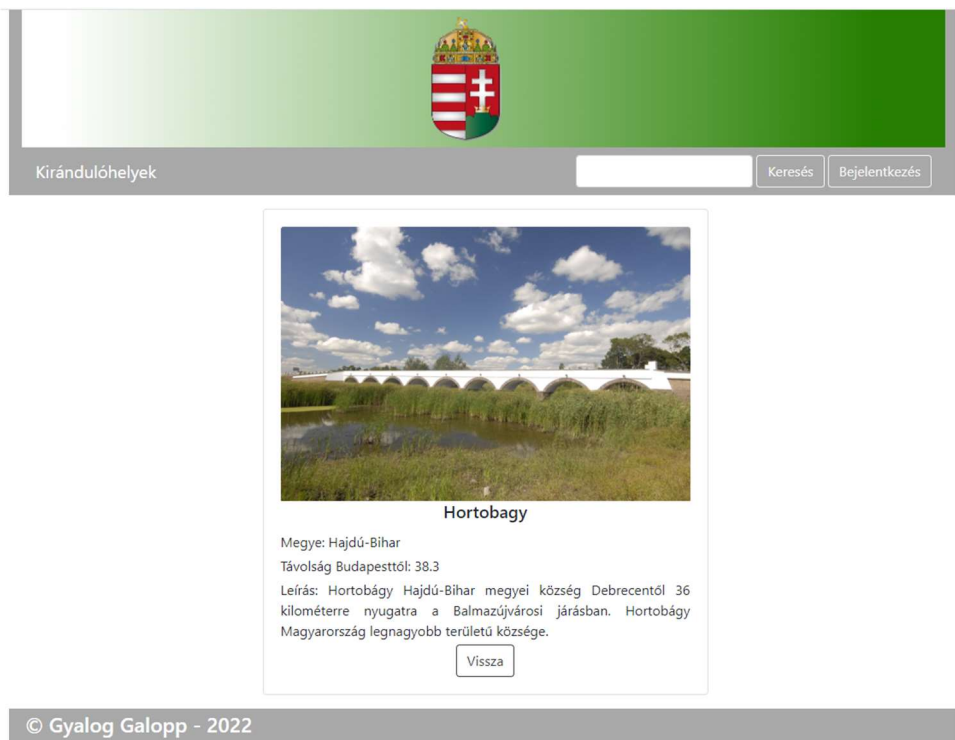 Kirándulóhelyek
Keresés
Bejelentkezés
Hortobagy
Megye: Hajdú-Bihar
Távolság Budapesttól: 38.3
Leírás: Hortobágy Hajdú-Bihar megyei község Debrecentől 36
kilométerre nyugatra a Balmazújvárosi járásban. Hortobágy
Magyarország legnagyobb területű községe.
Vissza
© Gyalog Galopp - 2022